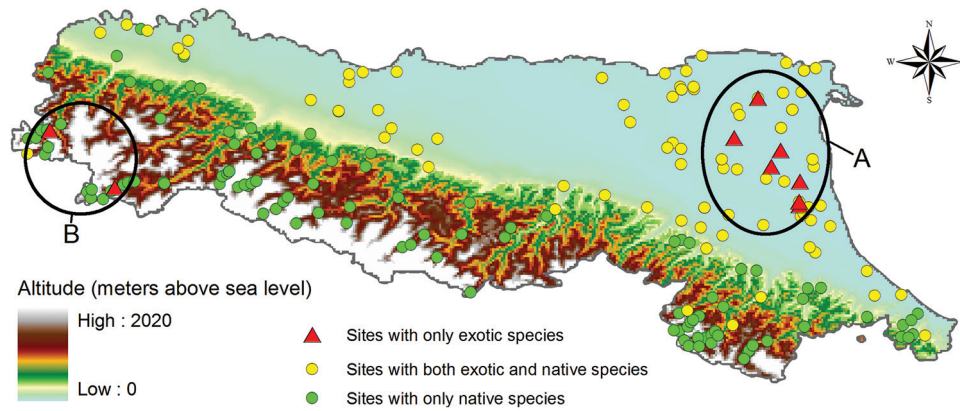 N
W
E
S
A
B
Altitude (meters above sea level)
High : 2020
Low : 0
Sites with only exotic species
Sites with both exotic and native species
Sites with only native species